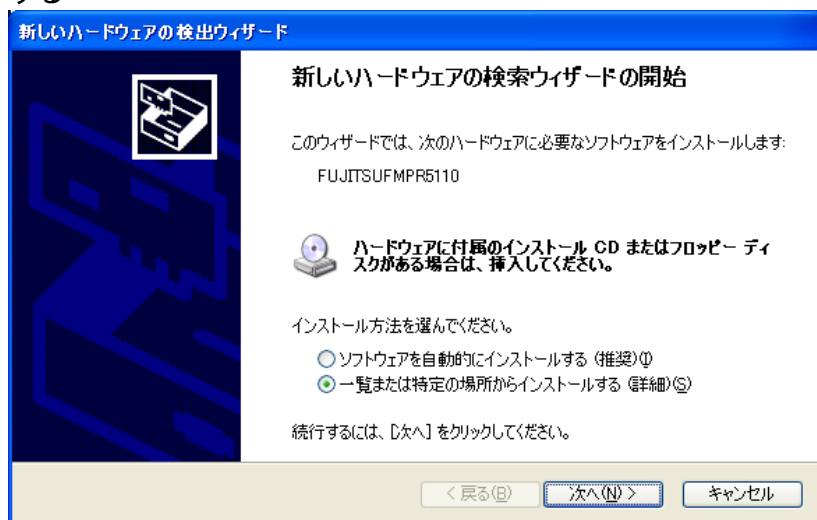 する
新しいハードウェアの検出ウィザード
新しいハードウェアの検索ウィザードの開始
このウィザードでは、次のハードウェアに必要なソフトウェアをインストールします:
FUJITSUFMPR5110
ハードウェアに付属のインストール CD またはフロッピー ディ
スクがある場合は、挿入してください。
インストール方法を選んでください。
ソフトウェアを自動的にインストールする (推奨)(I)
一覧または特定の場所からインストールする (詳細)(S)
続行するには、[次へ] をクリックしてください。
< 戻る(B)
次へ(N) >
キャンセル